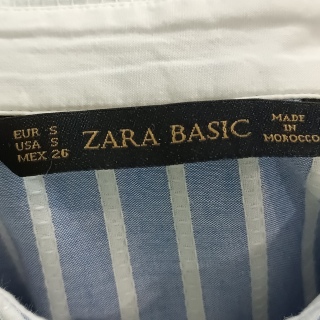 EUR S
USA S
MEX 26
ZARA BASIC
MADE
IN
MOROCCO